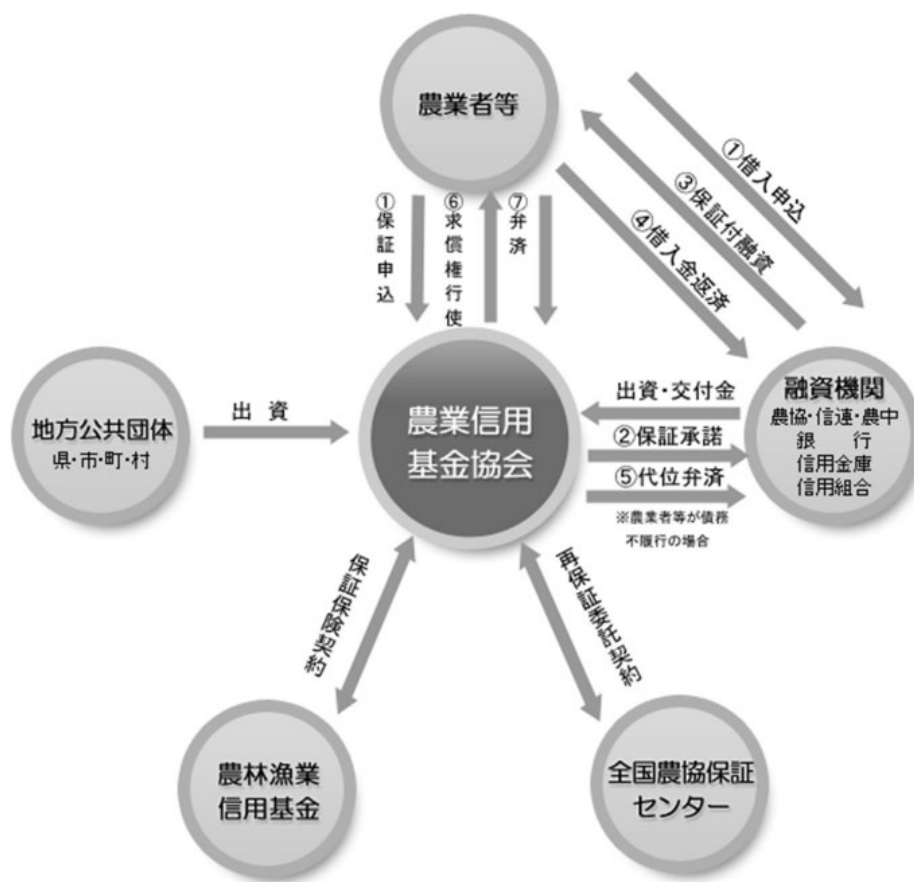 農業者等
①借入申込
③保証付融資
④借入金返済
①保証申込
⑥求償権行使
⑦弁済
地方公共団体
県・市・町・村
出資
農業信用
基金協会
出資・交付金
②保証承諾
⑤代位弁済
※農業者等が債務
不履行の場合
融資機関
農協・信連・農中
銀行
信用金庫
信用組合
保証保険契約
再保証委託契約
農林漁業
信用基金
全国農協保証
センター